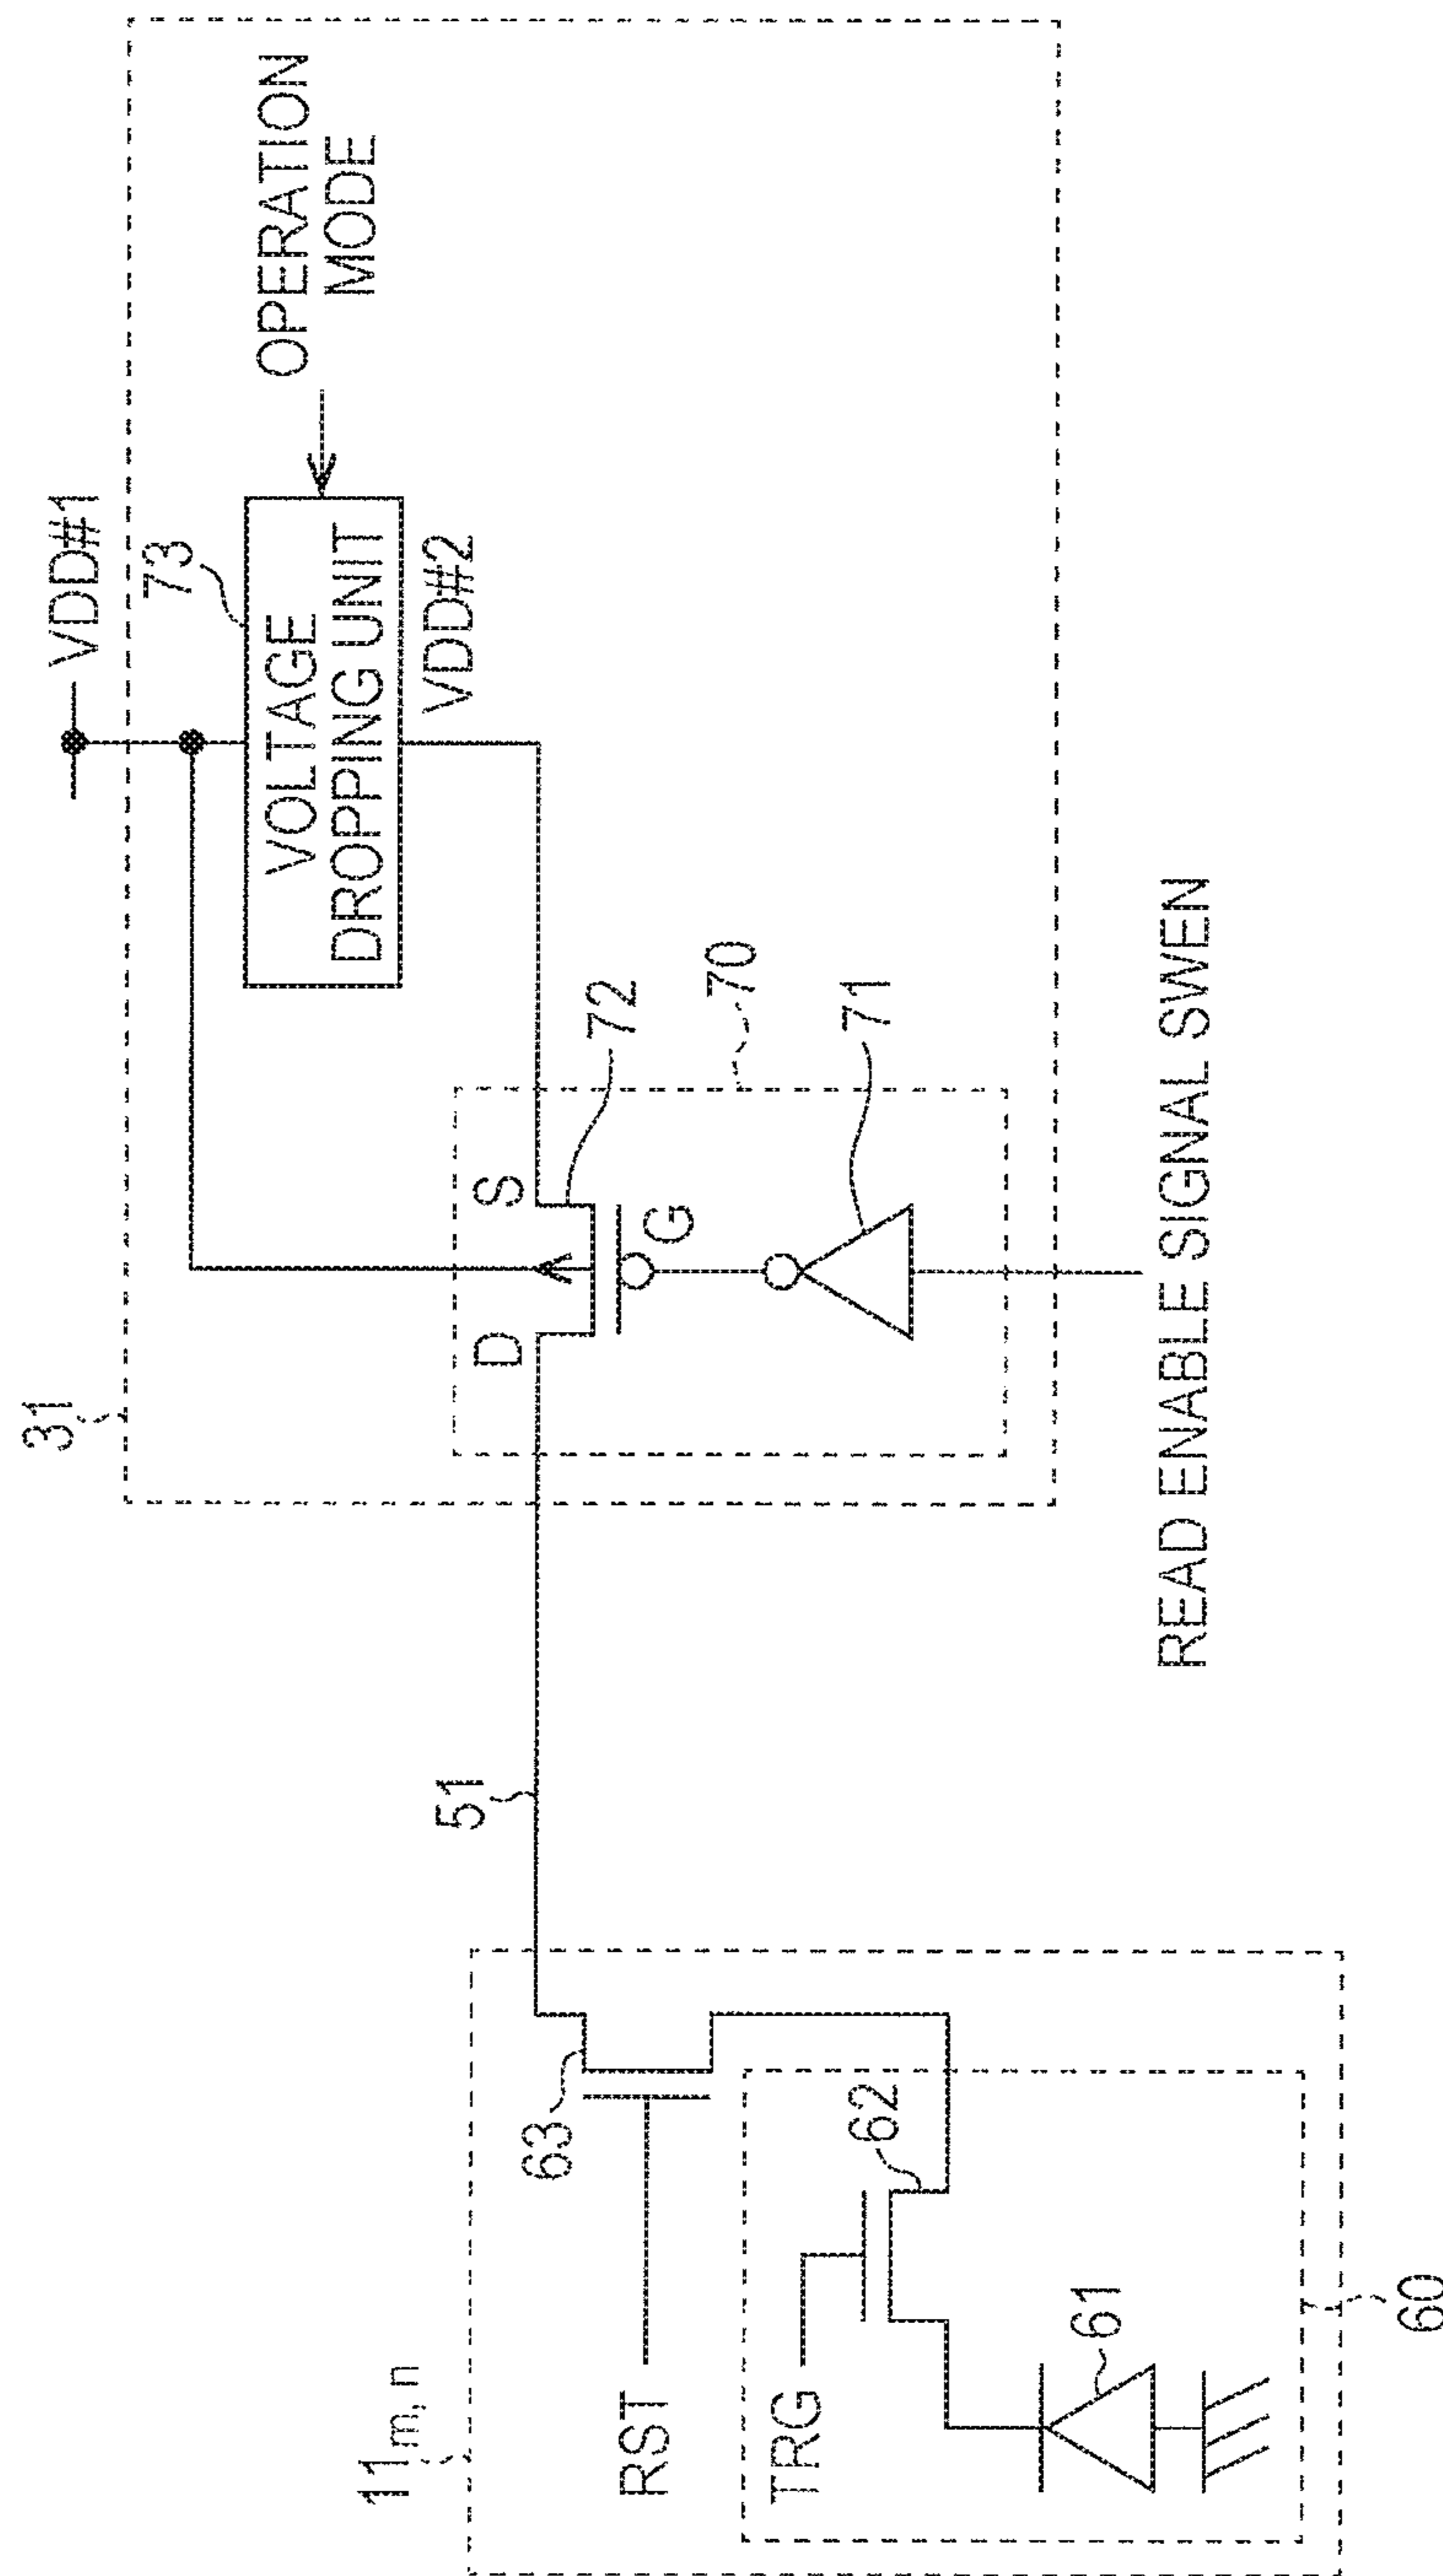 VDD#1
31
73
VOLTAGE
DROPPING UNIT
OPERATION
MODE
VDD#2
11m, n
51
D
S
72
G
70
71
63
RST
TRG
62
61
60
READ ENABLE SIGNAL SWEN